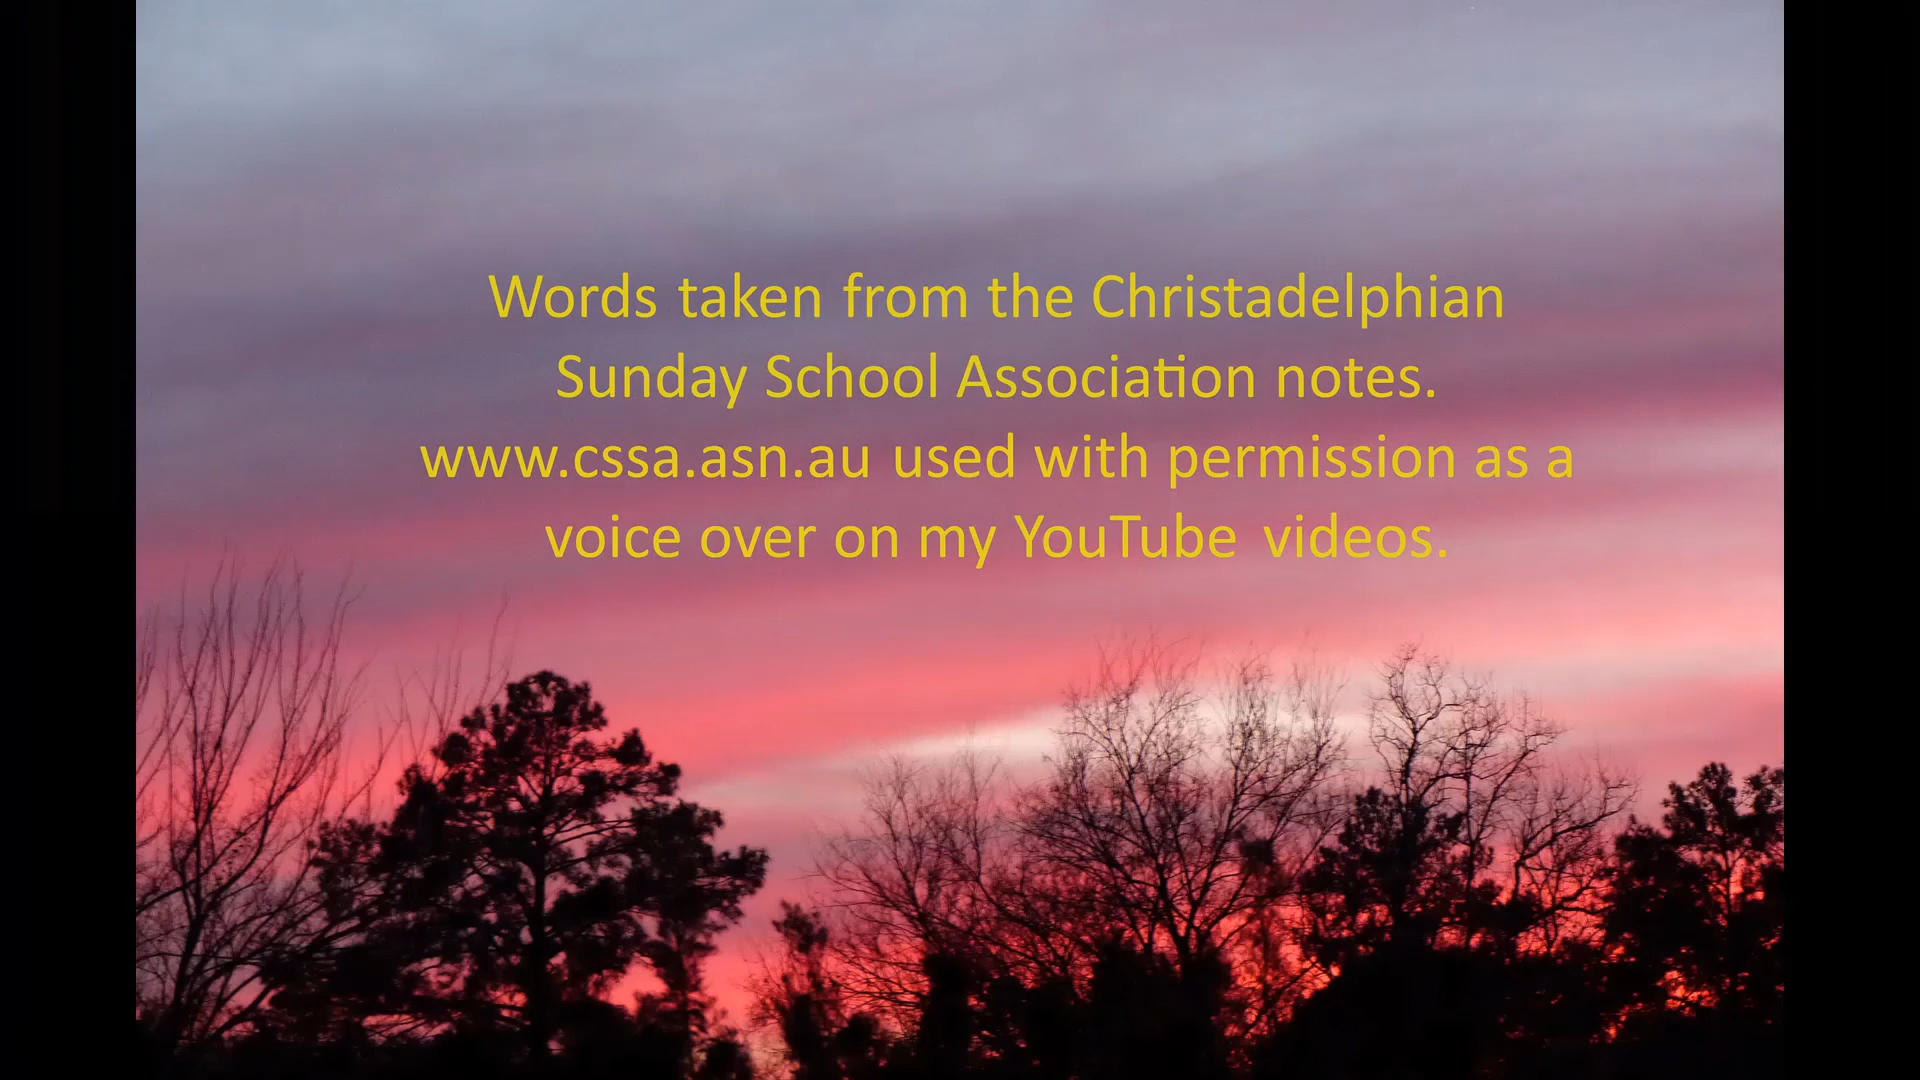 Words taken from the Christadelphian
Sunday School Association notes.
www.cssa.asn.au used with permission as a
voice over on my YouTube videos.